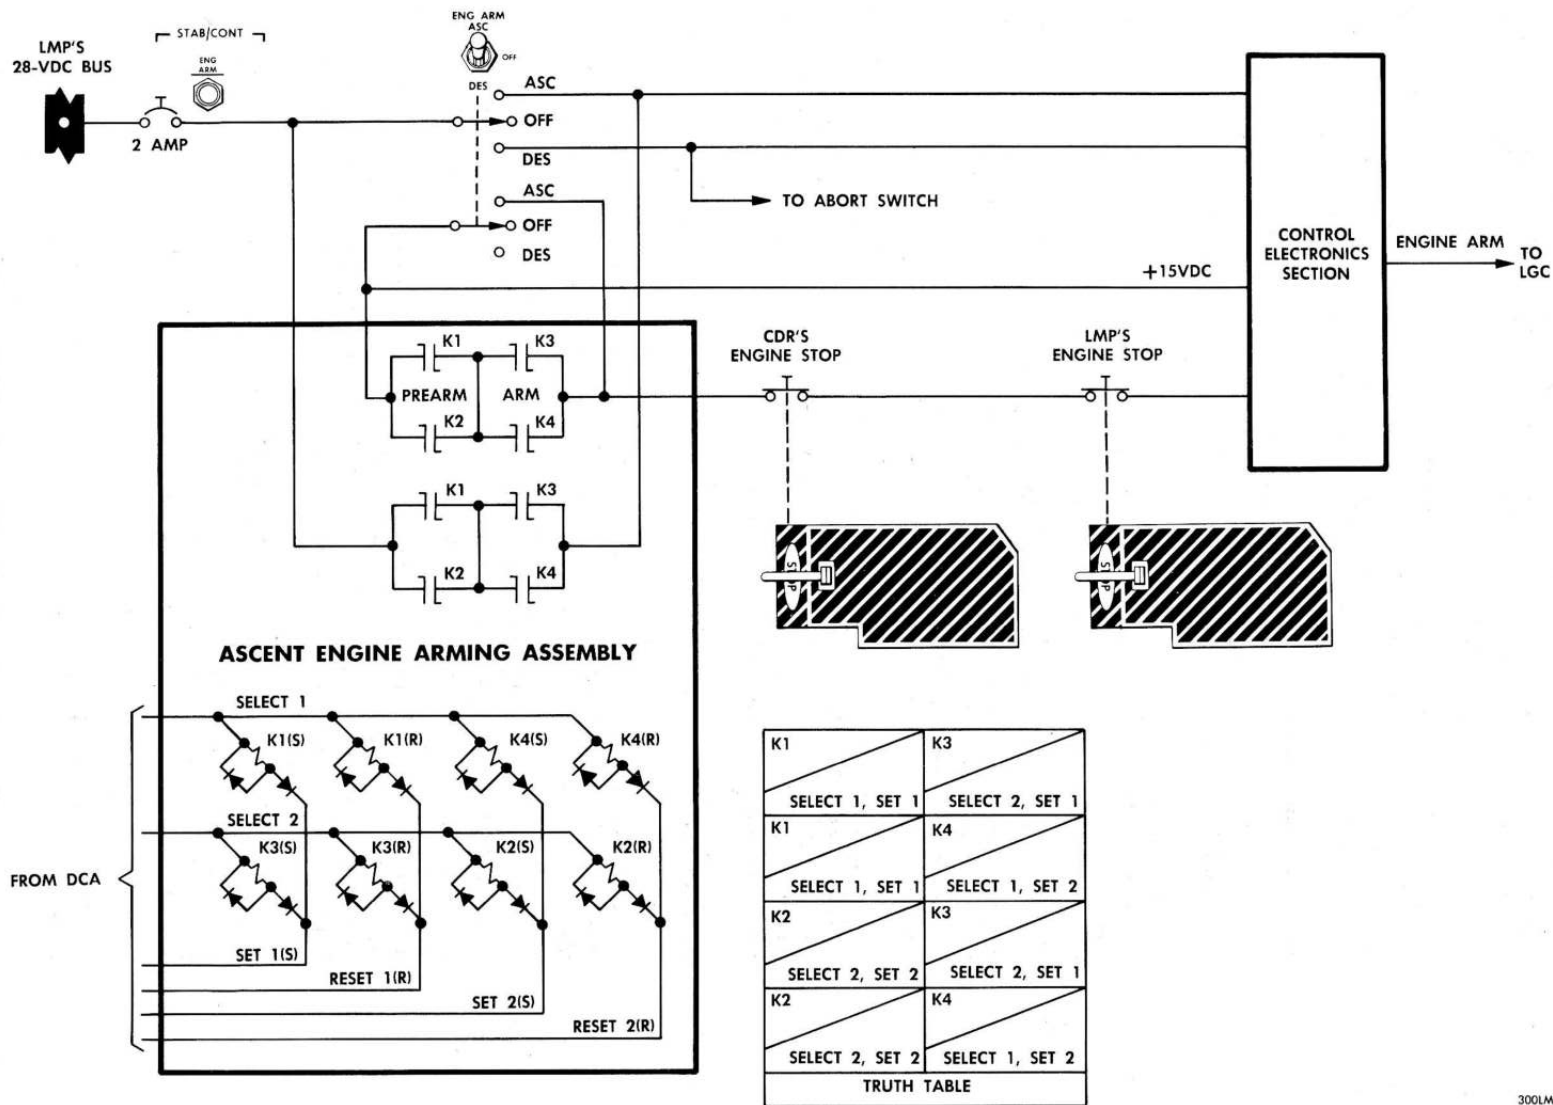 LMP'S
28-VDC BUS
STAB/CONT
ENG
ARM
2 AMP
ENG ARM
ASC
OFF
DES
ASC
OFF
DES
ASC
OFF
DES
TO ABORT SWITCH
+15VDC
CONTROL
ELECTRONICS
SECTION
ENGINE ARM
TO
LGC
K1
K3
PREARM
ARM
K2
K4
CDR'S
ENGINE STOP
LMP'S
ENGINE STOP
K1
K3
K2
K4
STOP
STOP
ASCENT ENGINE ARMING ASSEMBLY
SELECT 1
K1(S)
K1(R)
K4(S)
K4(R)
SELECT 2
K3(S)
K3(R)
K2(S)
K2(R)
FROM DCA
SET 1(S)
RESET 1(R)
SET 2(S)
RESET 2(R)
K1
SELECT 1, SET 1
K3
SELECT 2, SET 1
K1
SELECT 1, SET 1
K4
SELECT 1, SET 2
K2
SELECT 2, SET 2
K3
SELECT 2, SET 1
K2
SELECT 2, SET 2
K4
SELECT 1, SET 2
TRUTH TABLE
300LM